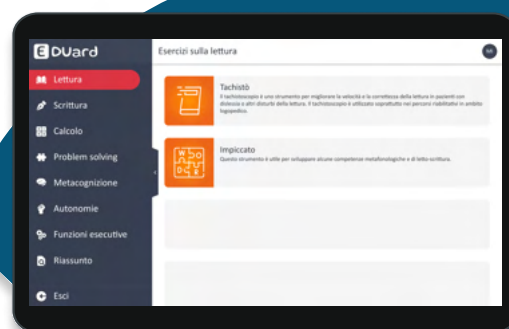 EDUard
Esercizi sulla lettura
Lettura
Scrittura
Calcolo
Problem solving
Metacognizione
Autonomie
Funzioni esecutive
Riassunto
Esci
Tachistò
Il tachistoscopio è uno strumento per migliorare la velocità e la correttezza della lettura in pazienti con
dislessia e altri disturbi della lettura. Il tachistoscopio è utilizzato soprattutto nei percorsi riabilitativi in ambito
logopedico.
Impiccato
Questo strumento è utile per sviluppare alcune competenze metafonologiche e di letto-scrittura.